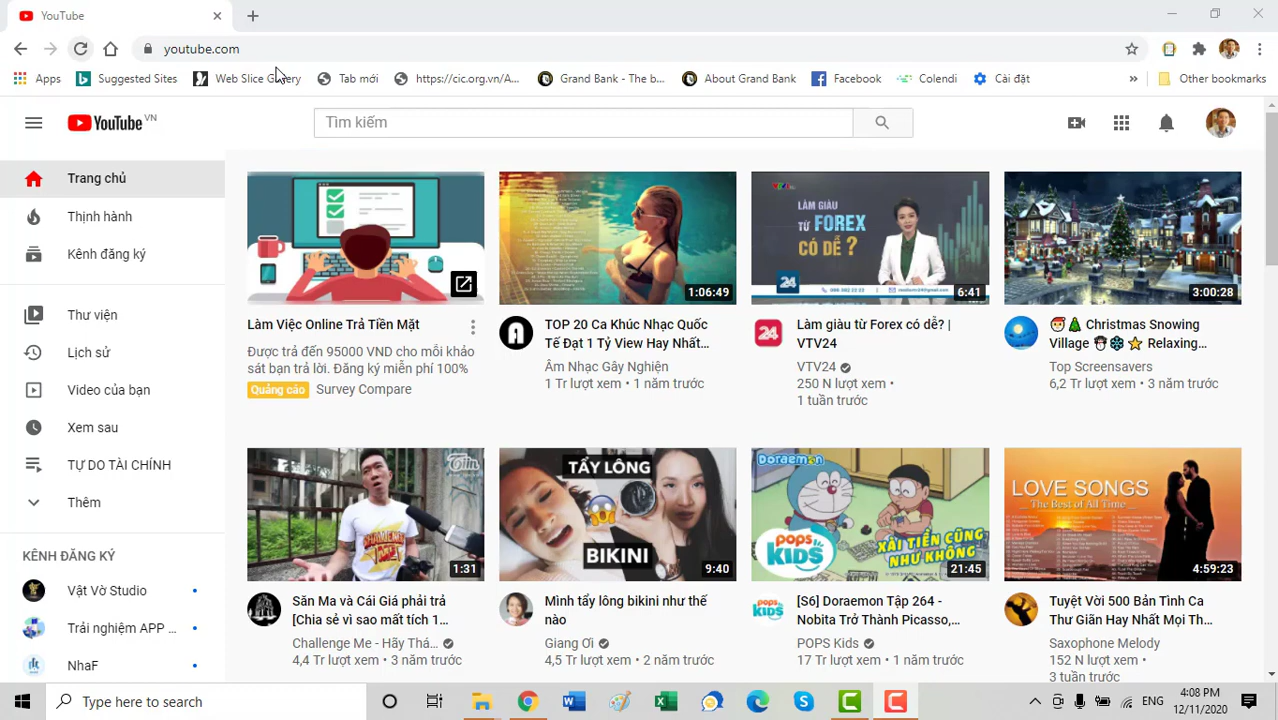 YouTube
youtube.com
Apps
Suggested Sites
Web Slice Gallery
Tab mới
https://cic.org.vn/A...
Grand Bank - The b...
About Grand Bank
Facebook
Colendi
Cài đặt
»
Other bookmarks
YouTube VN
Tìm kiếm
Trang chủ
Thịnh hành
Kênh đăng ký
Thư viện
Lịch sử
Video của bạn
Xem sau
TỰ DO TÀI CHÍNH
Thêm
KÊNH ĐĂNG KÝ
Vật Vờ Studio
Trải nghiệm APP ...
NhaF
Làm Việc Online Trả Tiền Mặt
Được trả đến 95000 VND cho mỗi khảo
sát bạn trả lời. Đăng ký miễn phí 100%
Quảng cáo Survey Compare
1:06:49
TOP 20 Ca Khúc Nhạc Quốc
Tế Đạt 1 Tỷ View Hay Nhất...
Âm Nhạc Gây Nghiện
1 Tr lượt xem • 1 năm trước
LÀM GIÀU
TỪ FOREX
CÓ DỄ ?
24
6:41
24
Làm giàu từ Forex có dễ? |
VTV24
VTV24
250 N lượt xem •
1 tuần trước
3:00:28
Christmas Snowing
Village Relaxing...
Top Screensavers
6,2 Tr lượt xem • 3 năm trước
1:31
Săn Ma và Cái Giá phải trả
[Chia sẻ vì sao mất tích 1...
Challenge Me - Hãy Thá...
4,4 Tr lượt xem • 3 năm trước
TẨY LÔNG
BIKINI
9:40
Mình tẩy lông bikini như thế
nào
Giang Ơi
4,5 Tr lượt xem • 2 năm trước
Doraemon
POPS
KIDS
XÀI TIỀN CŨNG
NHƯ KHÔNG
21:45
pops
kids
[S6] Doraemon Tập 264 -
Nobita Trở Thành Picasso,...
POPS Kids
17 Tr lượt xem • 1 năm trước
LOVE SONGS
The Best of All Time
4:59:23
Tuyệt Vời 500 Bản Tình Ca
Thư Giãn Hay Nhất Mọi Th...
Saxophone Melody
152 N lượt xem •
3 tuần trước
Type here to search
ENG
4:08 PM
12/11/2020